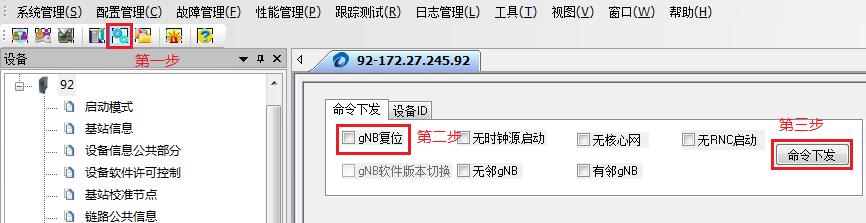 系统管理(S) 配置管理(C) 故障管理(F) 性能管理(P) 跟踪测试(R) 日志管理(L) 工具(T) 视图(V) 窗口(W) 帮助(H)
第一步
设备
92-172.27.245.92
92
启动模式
基站信息
设备信息公共部分
设备软件许可控制
基站校准节点
链路公共信息
命令下发 设备ID
第三步
gNB复位 第二步 无时钟源启动 无核心网 无RNC启动
命令下发
gNB软件版本切换 无邻gNB 有邻gNB